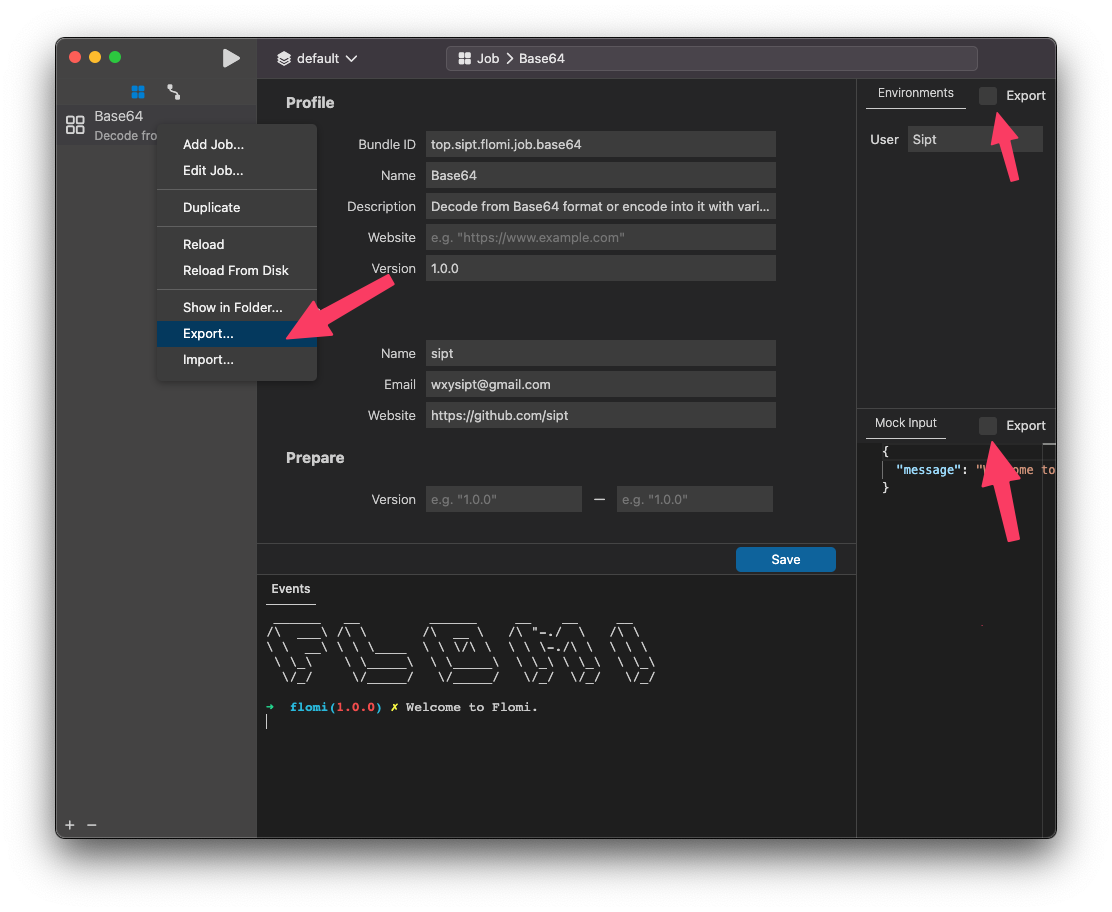 default
Job > Base64
Base64
Decode fro
Add Job...
Edit Job...
Duplicate
Reload
Reload From Disk
Show in Folder...
Export...
Import...
Profile
Bundle ID top.sipt.flomi.job.base64
Name Base64
Description Decode from Base64 format or encode into it with vari...
Website e.g. "https://www.example.com"
Version 1.0.0
Name sipt
Email wxysipt@gmail.com
Website https://github.com/sipt
Prepare
Version e.g. "1.0.0" — e.g. "1.0.0"
Save
Events
FLOMI
➜ flomi(1.0.0) ✗ Welcome to Flomi.
+ −
Environments Export
User Sipt
Mock Input Export
{
"message": "W ome to
}